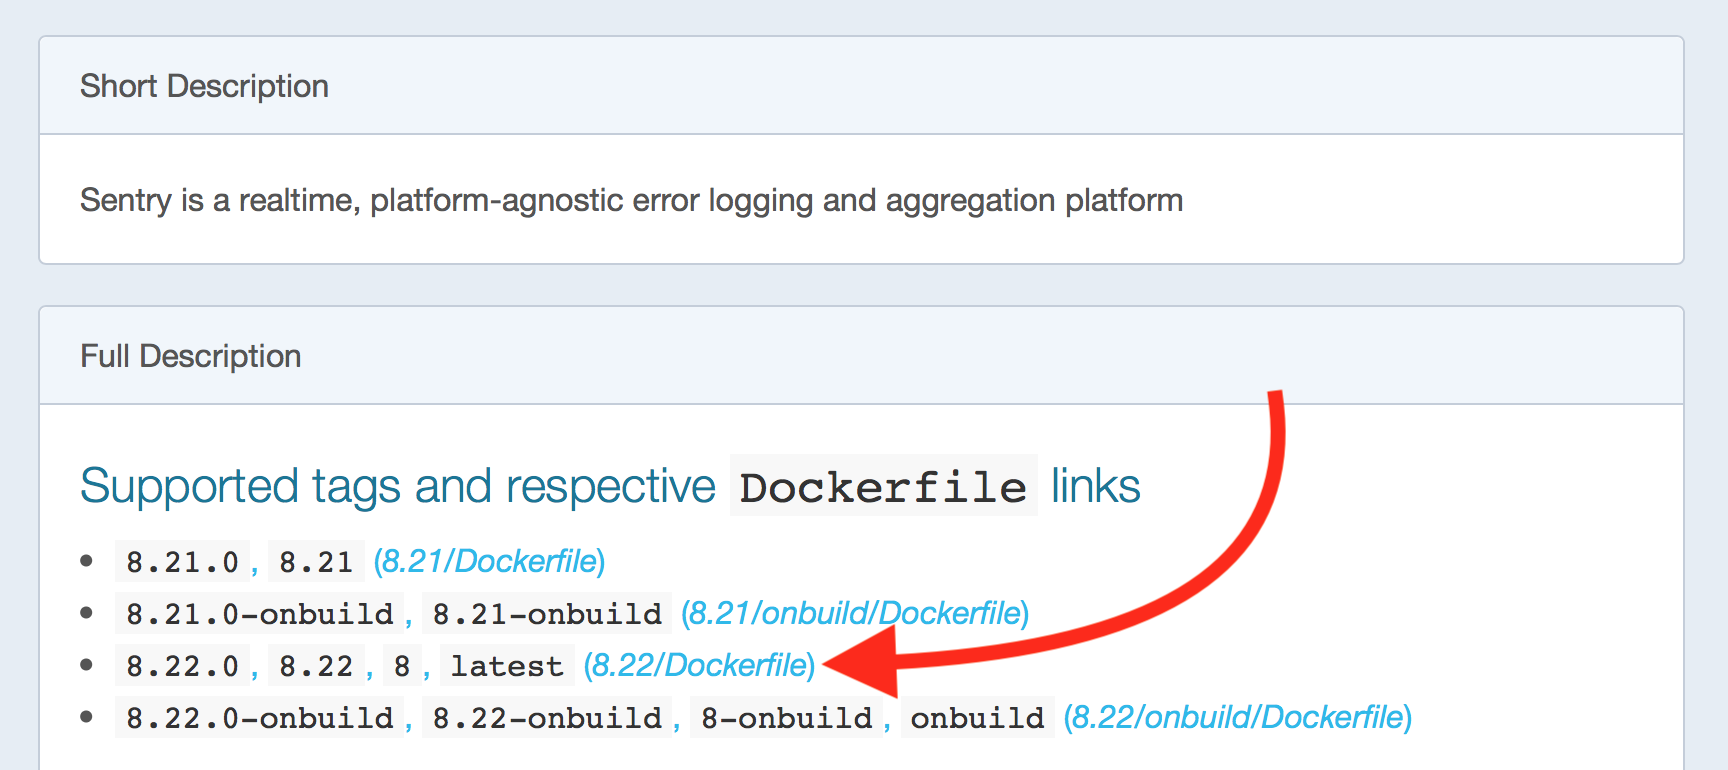 Short Description
Sentry is a realtime, platform-agnostic error logging and aggregation platform
Full Description
Supported tags and respective Dockerfile links
• 8.21.0, 8.21 (8.21/Dockerfile)
• 8.21.0-onbuild, 8.21-onbuild (8.21/onbuild/Dockerfile)
• 8.22.0, 8.22, 8, latest (8.22/Dockerfile)
• 8.22.0-onbuild, 8.22-onbuild, 8-onbuild, onbuild (8.22/onbuild/Dockerfile)